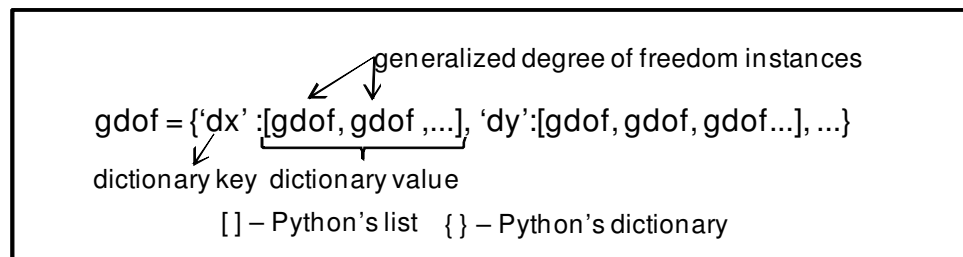 generalized degree of freedom instances
gdof = {‘dx’ :[gdof, gdof ,...], ‘dy’:[gdof, gdof, gdof...], ...}
dictionary key dictionary value
[ ] – Python’s list { } – Python’s dictionary